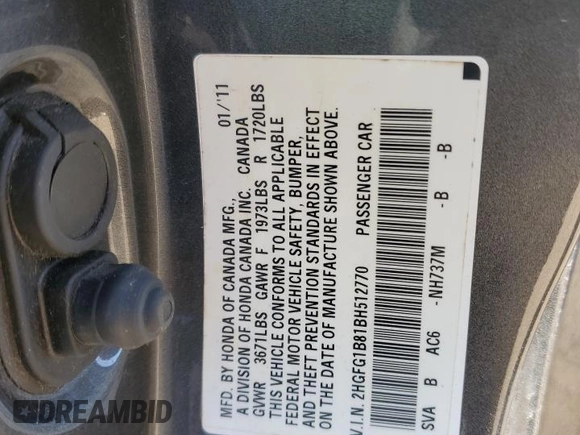 MFD. BY HONDA OF CANADA MFG., 01/'11
A DIVISION OF HONDA CANADA INC. CANADA
GVWR 3671LBS GAWR F 1973LBS R 1720LBS
THIS VEHICLE CONFORMS TO ALL APPLICABLE
FEDERAL MOTOR VEHICLE SAFETY, BUMPER,
AND THEFT PREVENTION STANDARDS IN EFFECT
ON THE DATE OF MANUFACTURE SHOWN ABOVE.
V.I.N. 2HGFG1B81BH512770 PASSENGER CAR
SVA B AC6 -NH737M -B -B
DREAMBID